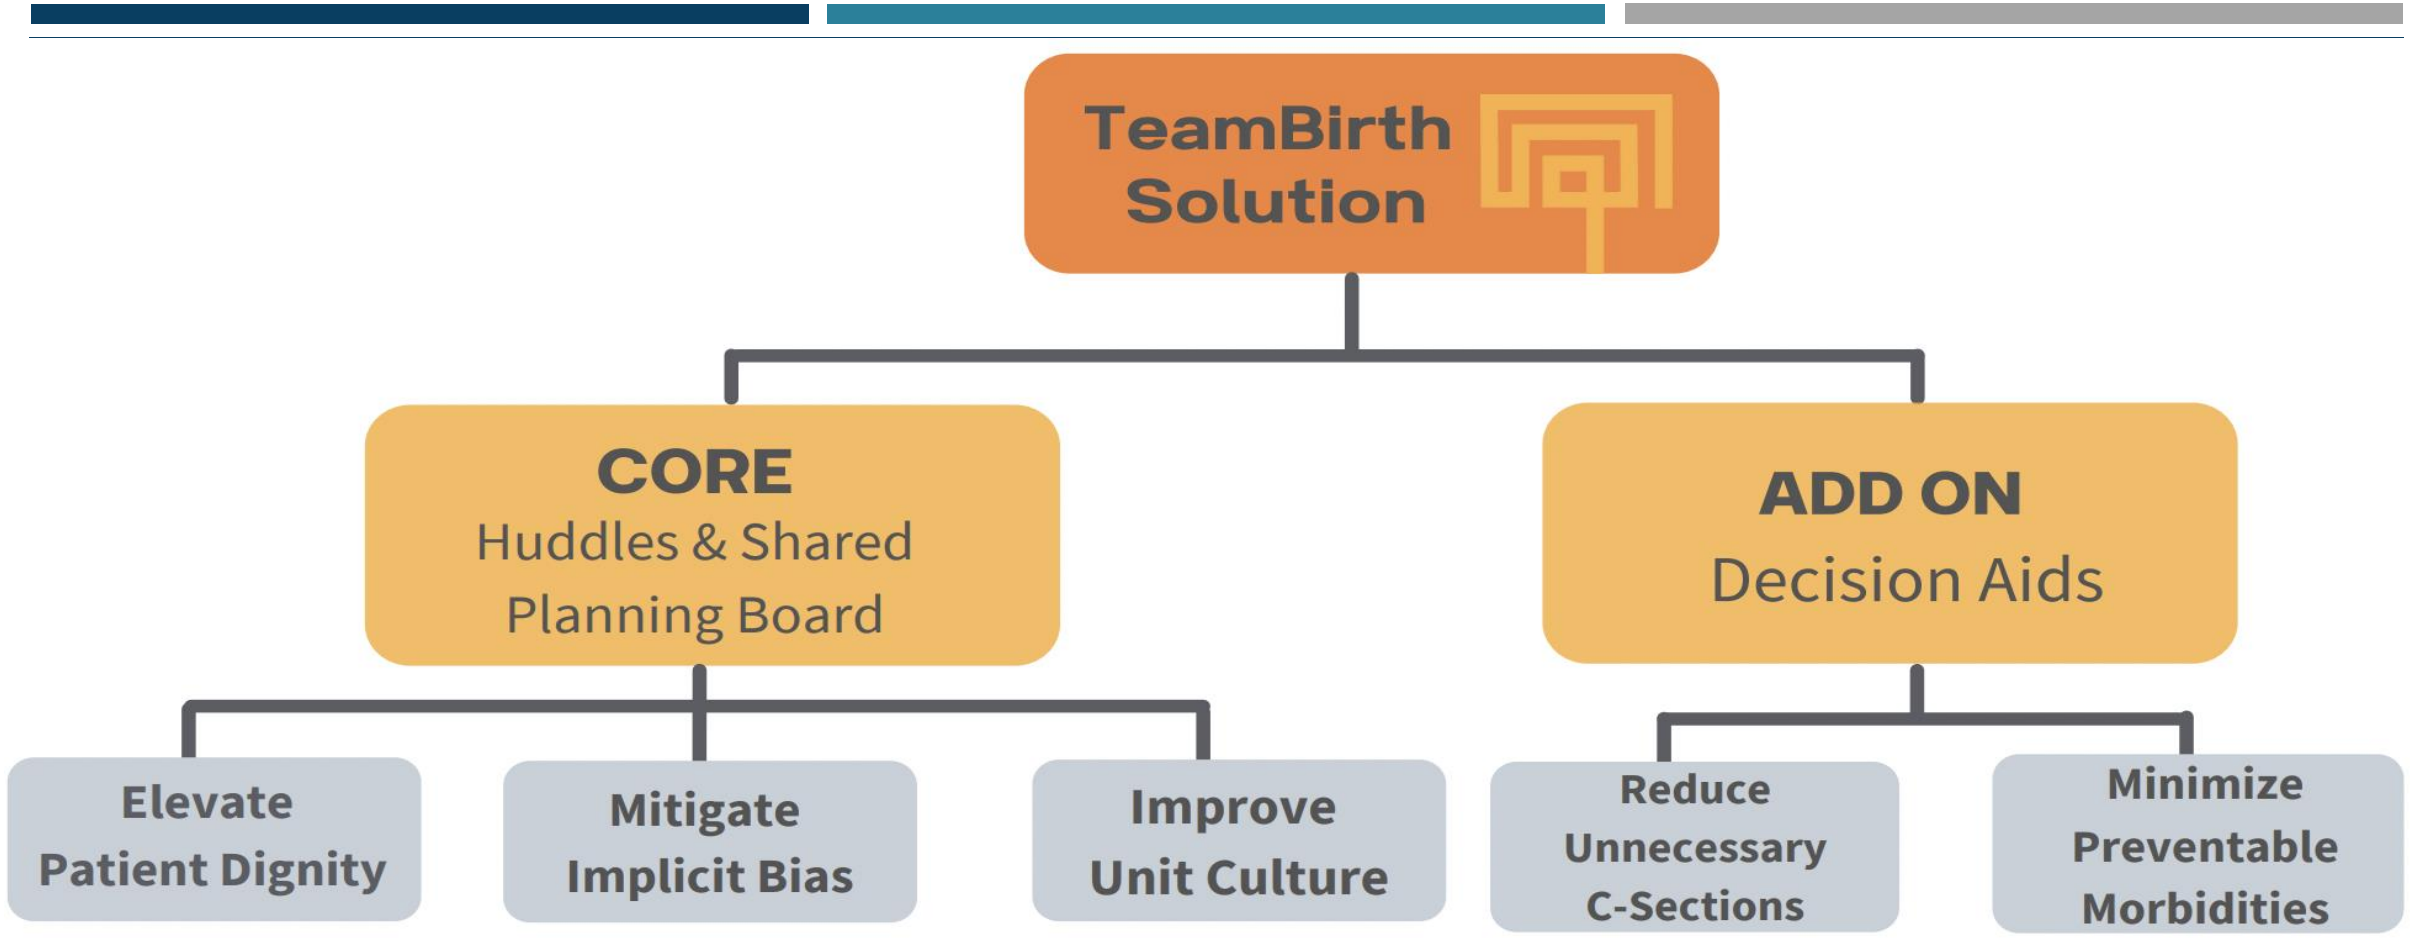 TeamBirth
Solution
CORE
Huddles & Shared
Planning Board
ADD ON
Decision Aids
Elevate
Patient Dignity
Mitigate
Implicit Bias
Improve
Unit Culture
Reduce
Unnecessary
C-Sections
Minimize
Preventable
Morbidities